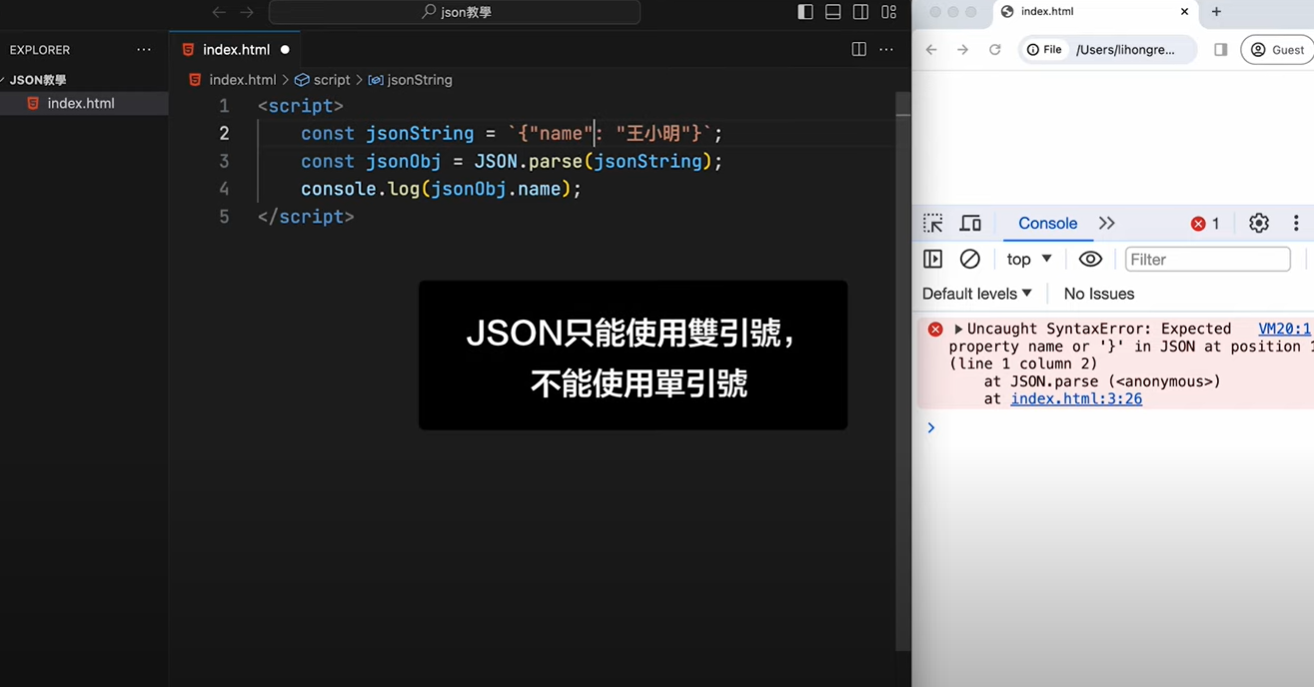 json教學
index.html
EXPLORER
index.html
File
/Users/lihongre...
Guest
JSON教學
index.html > script > jsonString
index.html
1 <script>
2 const jsonString = `{"name": "王小明"}`;
3 const jsonObj = JSON.parse(jsonString);
4 console.log(jsonObj.name);
5 </script>
Console
1
top
Filter
Default levels
No Issues
JSON只能使用雙引號，
不能使用單引號
Uncaught SyntaxError: Expected VM20:1
property name or '}' in JSON at position 1
(line 1 column 2)
at JSON.parse (<anonymous>)
at index.html:3:26